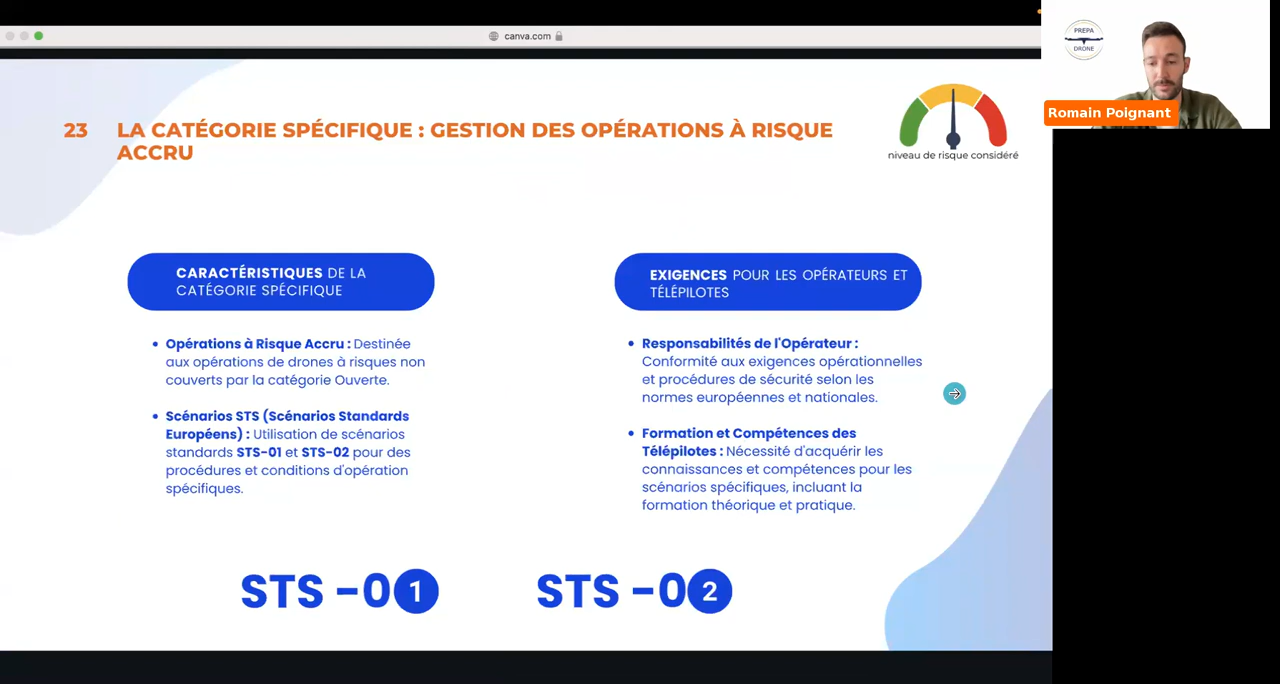 canva.com
PREPA
DRONE
Romain Poignant
23 LA CATÉGORIE SPÉCIFIQUE : GESTION DES OPÉRATIONS À RISQUE
ACCRU
niveau de risque considéré
CARACTÉRISTIQUES DE LA
CATÉGORIE SPÉCIFIQUE
• Opérations à Risque Accru : Destinée
aux opérations de drones à risques non
couverts par la catégorie Ouverte.
• Scénarios STS (Scénarios Standards
Européens) : Utilisation de scénarios
standards STS-01 et STS-02 pour des
procédures et conditions d'opération
spécifiques.
EXIGENCES POUR LES OPÉRATEURS ET
TÉLÉPILOTES
• Responsabilités de l'Opérateur :
Conformité aux exigences opérationnelles
et procédures de sécurité selon les
normes européennes et nationales.
• Formation et Compétences des
Télépilotes : Nécessité d'acquérir les
connaissances et compétences pour les
scénarios spécifiques, incluant la
formation théorique et pratique.
STS -01
STS -02